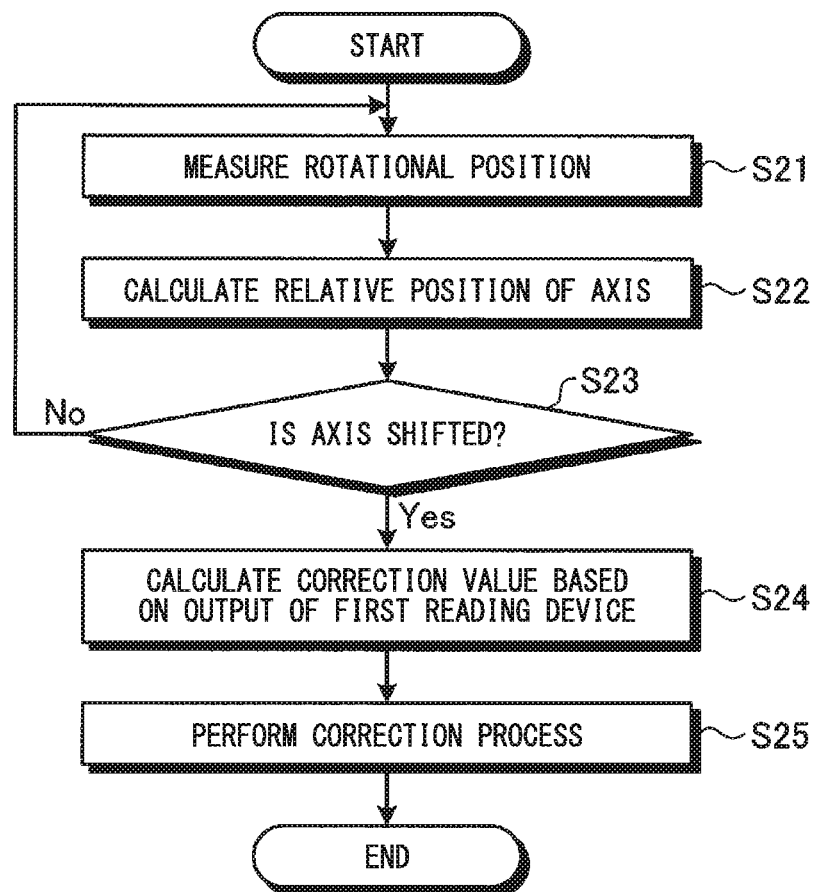 START
MEASURE ROTATIONAL POSITION
S21
CALCULATE RELATIVE POSITION OF AXIS
S22
S23
No
IS AXIS SHIFTED?
Yes
CALCULATE CORRECTION VALUE BASED
ON OUTPUT OF FIRST READING DEVICE
S24
PERFORM CORRECTION PROCESS
S25
END